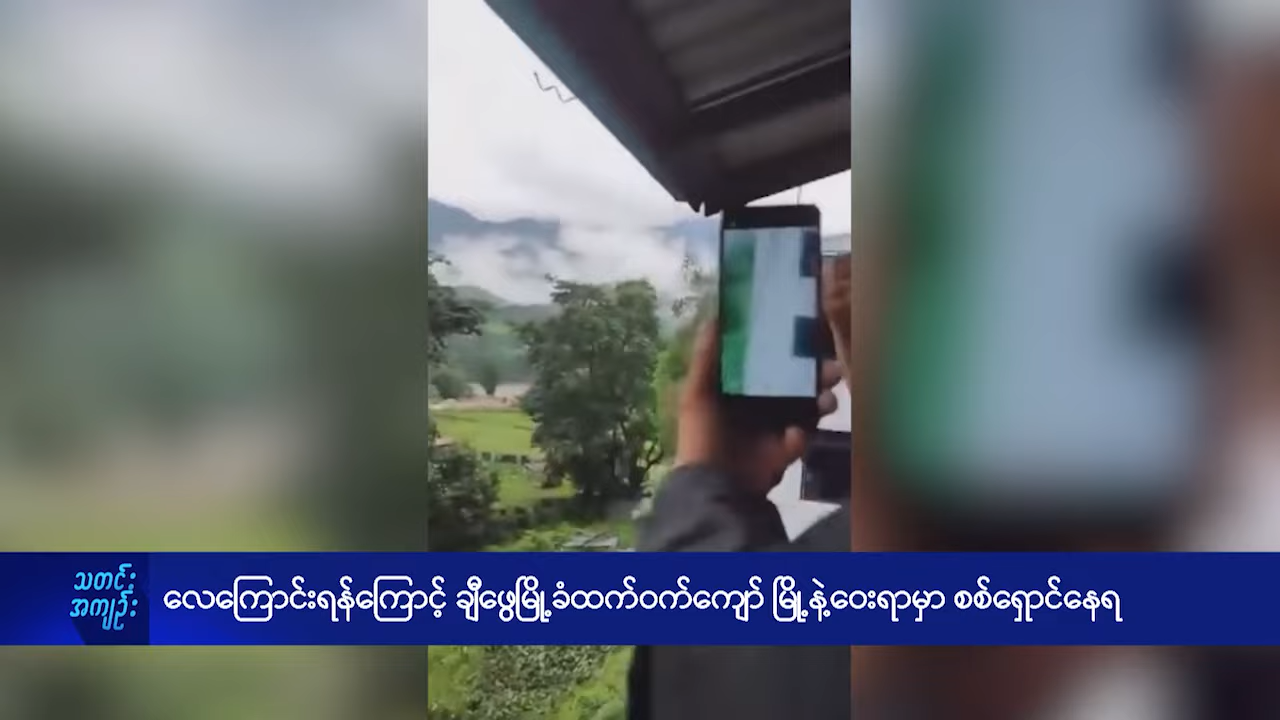 သတင်း
အကျဉ်း
လေကြောင်းရန်ကြောင့် ချီဖွေမြို့ခံထက်ဝက်ကျော် မြို့နဲ့ဝေးရာမှာ စစ်ရှောင်နေရ